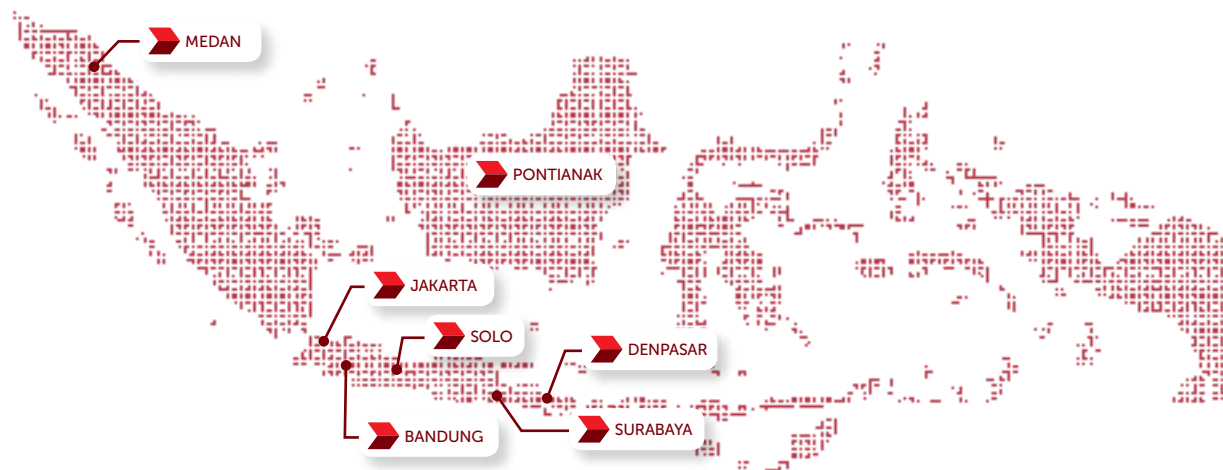 MEDAN
PONTIANAK
JAKARTA
SOLO
DENPASAR
BANDUNG
SURABAYA